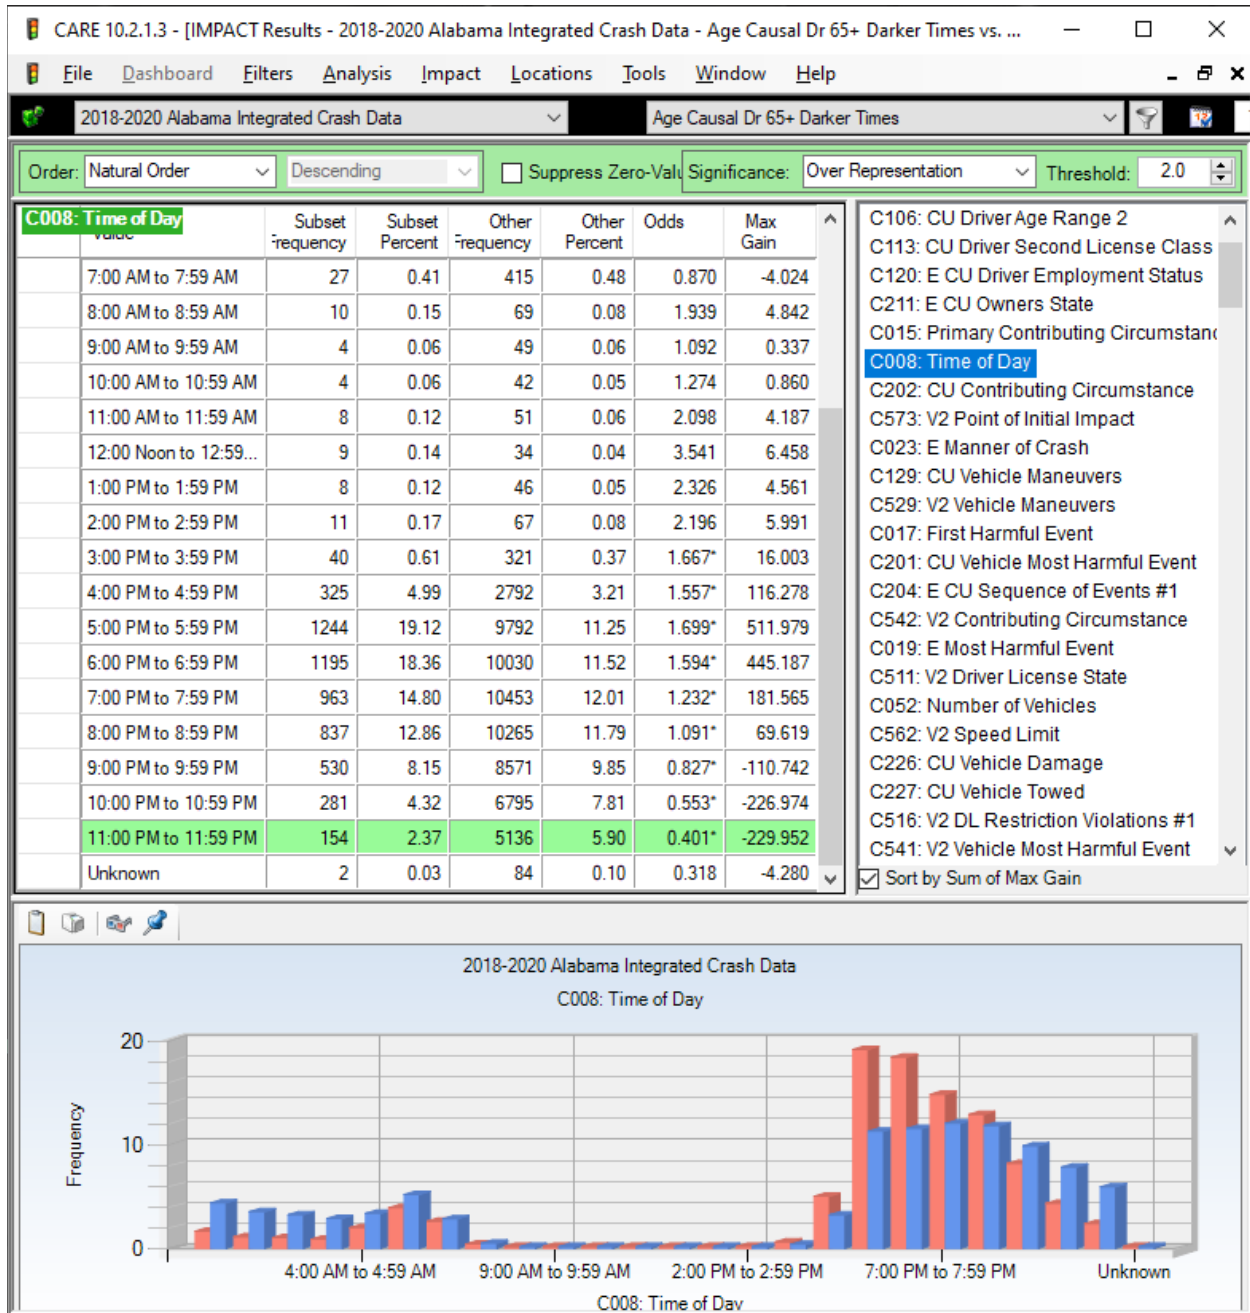 CARE 10.2.1.3 - [IMPACT Results - 2018-2020 Alabama Integrated Crash Data - Age Causal Dr 65+ Darker Times vs. ...
File Dashboard Filters Analysis Impact Locations Tools Window Help
2018-2020 Alabama Integrated Crash Data Age Causal Dr 65+ Darker Times
Order: Natural Order Descending Suppress Zero-Valu Significance: Over Representation Threshold: 2.0
C008: Time of Day
Subset Frequency Subset Percent Other Frequency Other Percent Odds Max Gain
7:00 AM to 7:59 AM 27 0.41 415 0.48 0.870 -4.024
8:00 AM to 8:59 AM 10 0.15 69 0.08 1.939 4.842
9:00 AM to 9:59 AM 4 0.06 49 0.06 1.092 0.337
10:00 AM to 10:59 AM 4 0.06 42 0.05 1.274 0.860
11:00 AM to 11:59 AM 8 0.12 51 0.06 2.098 4.187
12:00 Noon to 12:59... 9 0.14 34 0.04 3.541 6.458
1:00 PM to 1:59 PM 8 0.12 46 0.05 2.326 4.561
2:00 PM to 2:59 PM 11 0.17 67 0.08 2.196 5.991
3:00 PM to 3:59 PM 40 0.61 321 0.37 1.667* 16.003
4:00 PM to 4:59 PM 325 4.99 2792 3.21 1.557* 116.278
5:00 PM to 5:59 PM 1244 19.12 9792 11.25 1.699* 511.979
6:00 PM to 6:59 PM 1195 18.36 10030 11.52 1.594* 445.187
7:00 PM to 7:59 PM 963 14.80 10453 12.01 1.232* 181.565
8:00 PM to 8:59 PM 837 12.86 10265 11.79 1.091* 69.619
9:00 PM to 9:59 PM 530 8.15 8571 9.85 0.827* -110.742
10:00 PM to 10:59 PM 281 4.32 6795 7.81 0.553* -226.974
11:00 PM to 11:59 PM 154 2.37 5136 5.90 0.401* -229.952
Unknown 2 0.03 84 0.10 0.318 -4.280
C106: CU Driver Age Range 2
C113: CU Driver Second License Class
C120: E CU Driver Employment Status
C211: E CU Owners State
C015: Primary Contributing Circumstanc
C008: Time of Day
C202: CU Contributing Circumstance
C573: V2 Point of Initial Impact
C023: E Manner of Crash
C129: CU Vehicle Maneuvers
C529: V2 Vehicle Maneuvers
C017: First Harmful Event
C201: CU Vehicle Most Harmful Event
C204: E CU Sequence of Events #1
C542: V2 Contributing Circumstance
C019: E Most Harmful Event
C511: V2 Driver License State
C052: Number of Vehicles
C562: V2 Speed Limit
C226: CU Vehicle Damage
C227: CU Vehicle Towed
C516: V2 DL Restriction Violations #1
C541: V2 Vehicle Most Harmful Event
Sort by Sum of Max Gain
2018-2020 Alabama Integrated Crash Data
C008: Time of Day
20
10
0
Frequency
4:00 AM to 4:59 AM 9:00 AM to 9:59 AM 2:00 PM to 2:59 PM 7:00 PM to 7:59 PM Unknown
C008: Time of Day